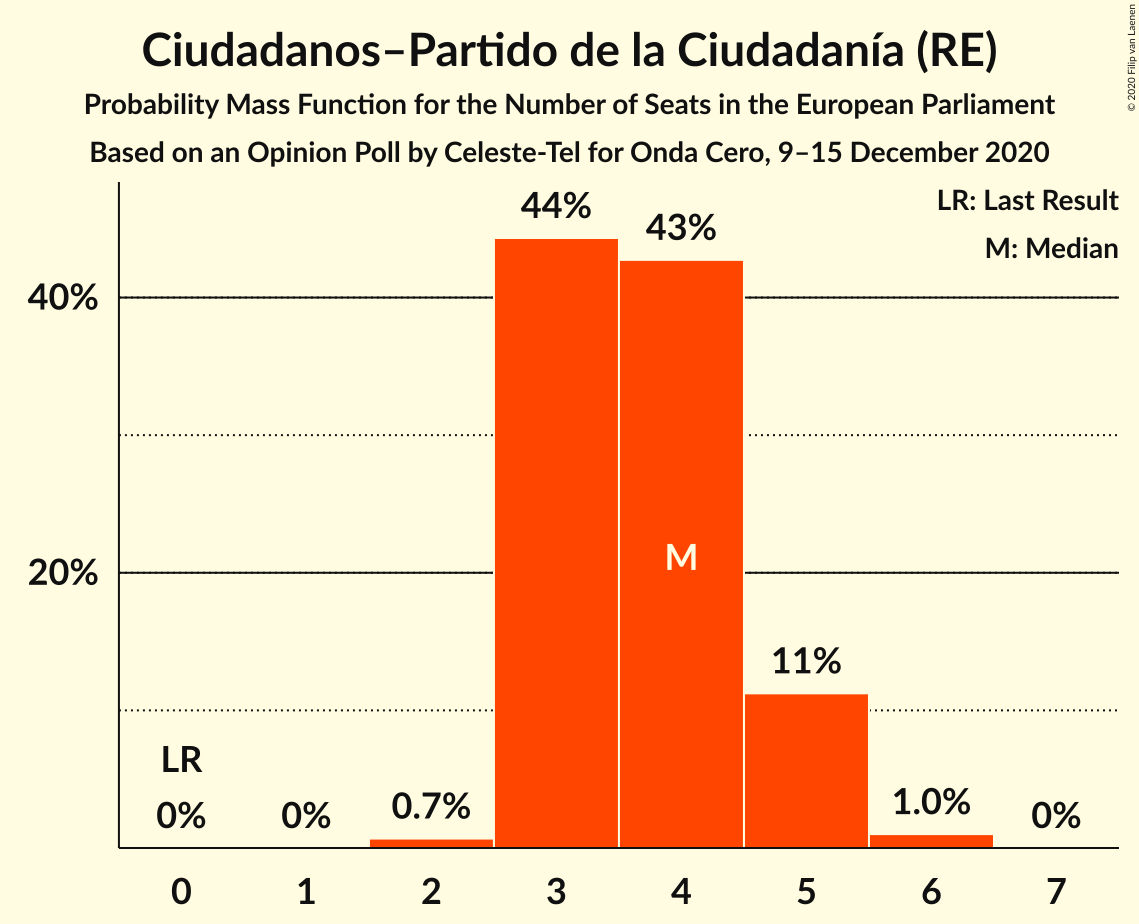 Ciudadanos–Partido de la Ciudadanía (RE)
Probability Mass Function for the Number of Seats in the European Parliament
Based on an Opinion Poll by Celeste-Tel for Onda Cero, 9–15 December 2020
© 2020 Filip van Laenen
LR: Last Result
M: Median
44%
43%
40%
M
20%
11%
LR
0%
0%
0.7%
1.0%
0%
0 1 2 3 4 5 6 7